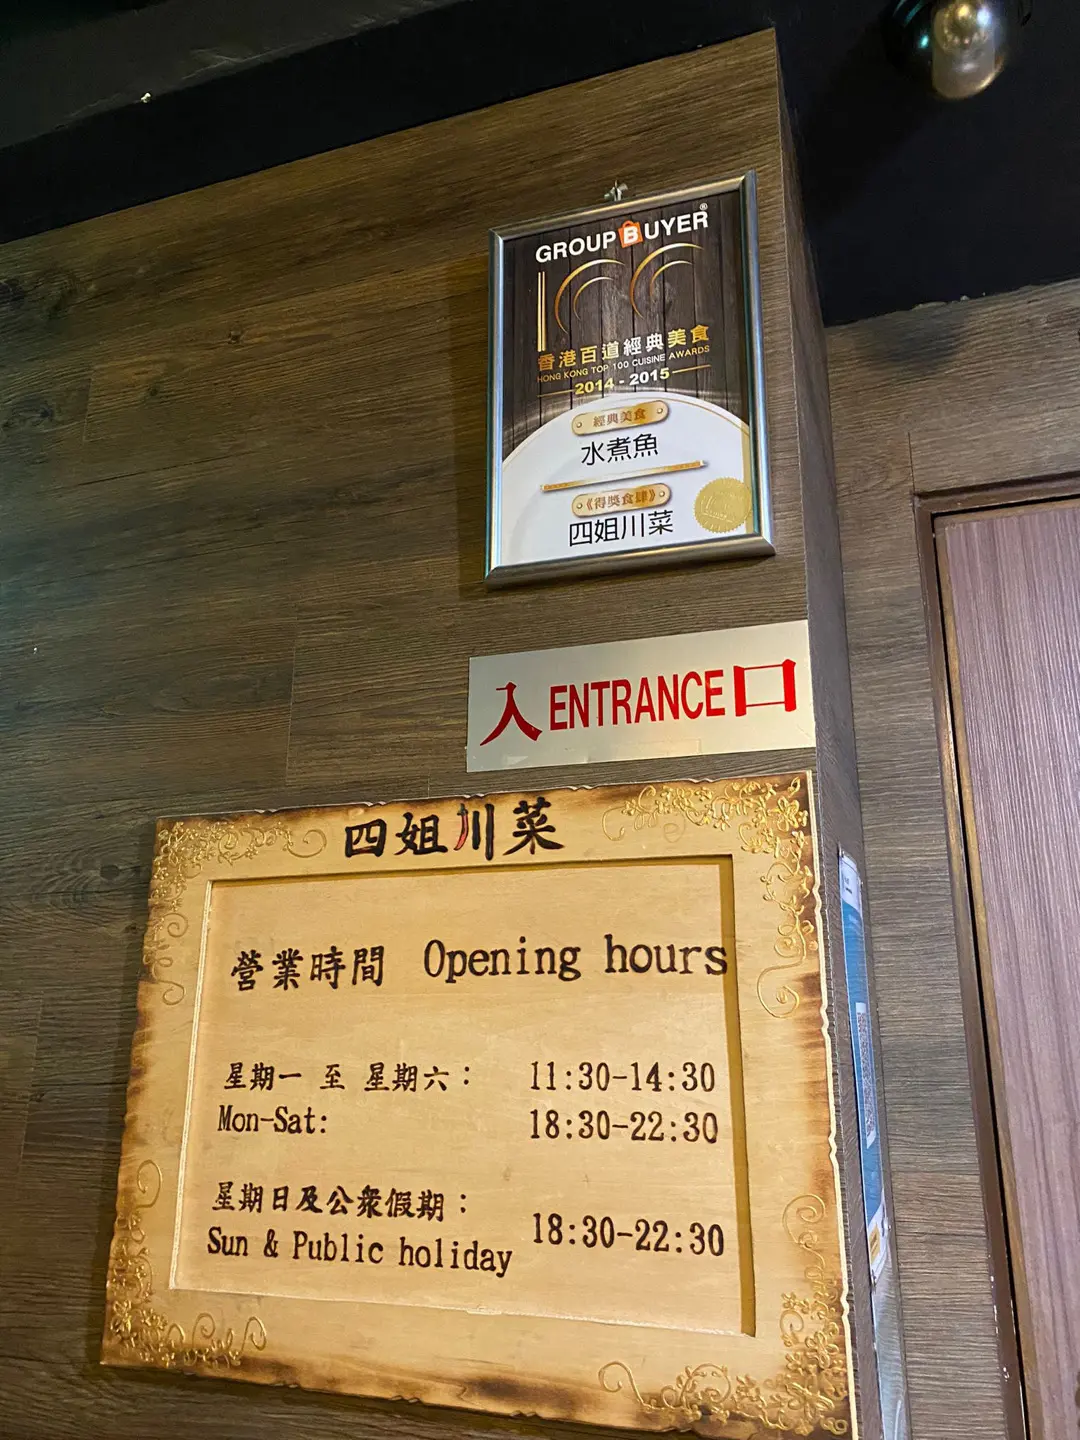 GROUP BUYER®
100
香港百道經典美食
HONG KONG TOP 100 CUISINE AWARDS
2014 - 2015
經典美食
水煮魚
《得獎食肆》
四姐川菜
入 ENTRANCE 口
四姐川菜
營業時間 Opening hours
星期一 至 星期六： 11:30-14:30
Mon-Sat: 18:30-22:30
星期日及公眾假期：
Sun & Public holiday 18:30-22:30